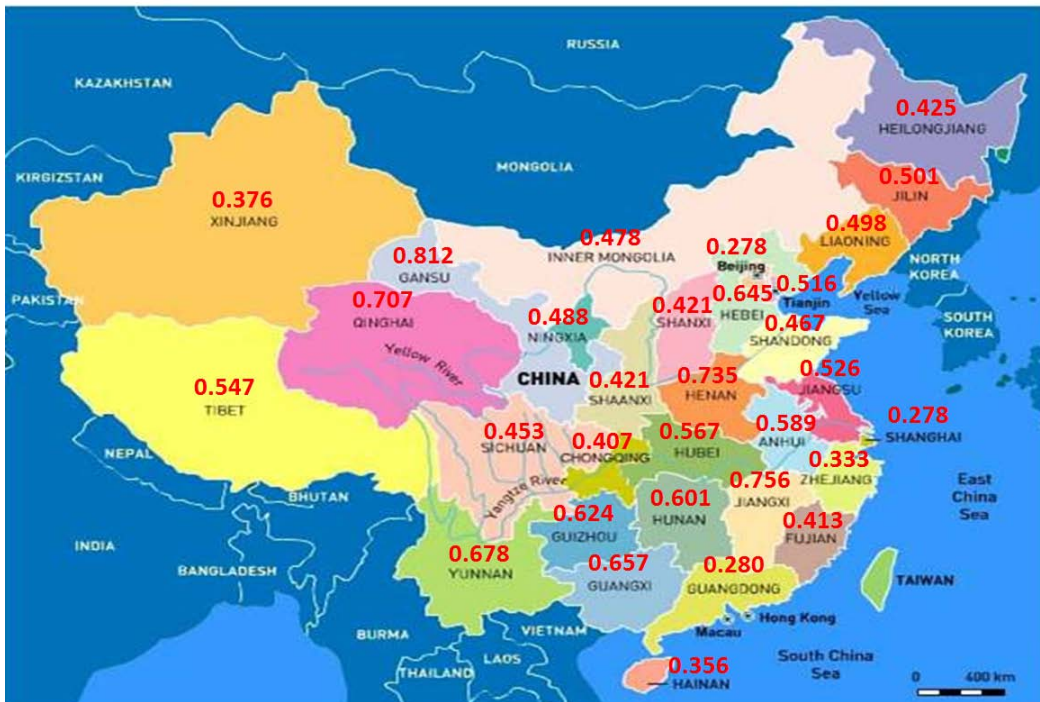 RUSSIA
KAZAKHSTAN
0.425
HEILONGJIANG
MONGOLIA
KIRGIZSTAN
0.501
JILIN
0.376
XINJIANG
0.498
LIAONING
0.478
INNER MONGOLIA
0.278
Beijing
0.812
GANSU
NORTH
KOREA
0.516
Tianjin
0.645
HEBEI
Yellow
Sea
PAKISTAN
0.707
QINGHAI
0.421
SHANXI
0.488
NINGXIA
0.467
SHANDONG
SOUTH
KOREA
Yellow River
CHINA
0.421
SHAANXI
0.735
HENAN
0.526
JIANGSU
0.547
TIBET
0.278
SHANGHAI
0.589
ANHUI
0.453
SICHUAN
0.407
CHONGQING
0.567
HUBEI
NEPAL
0.333
ZHEJIANG
Yangtze River
0.756
JIANGXI
East
China
Sea
BHUTAN
0.601
HUNAN
0.624
GUIZHOU
0.413
FUJIAN
INDIA
0.678
YUNNAN
0.657
GUANGXI
0.280
GUANGDONG
BANGLADESH
TAIWAN
Hong Kong
Macau
BURMA
VIETNAM
LAOS
THAILAND
South China
Sea
0.356
HAINAN
0 400 km